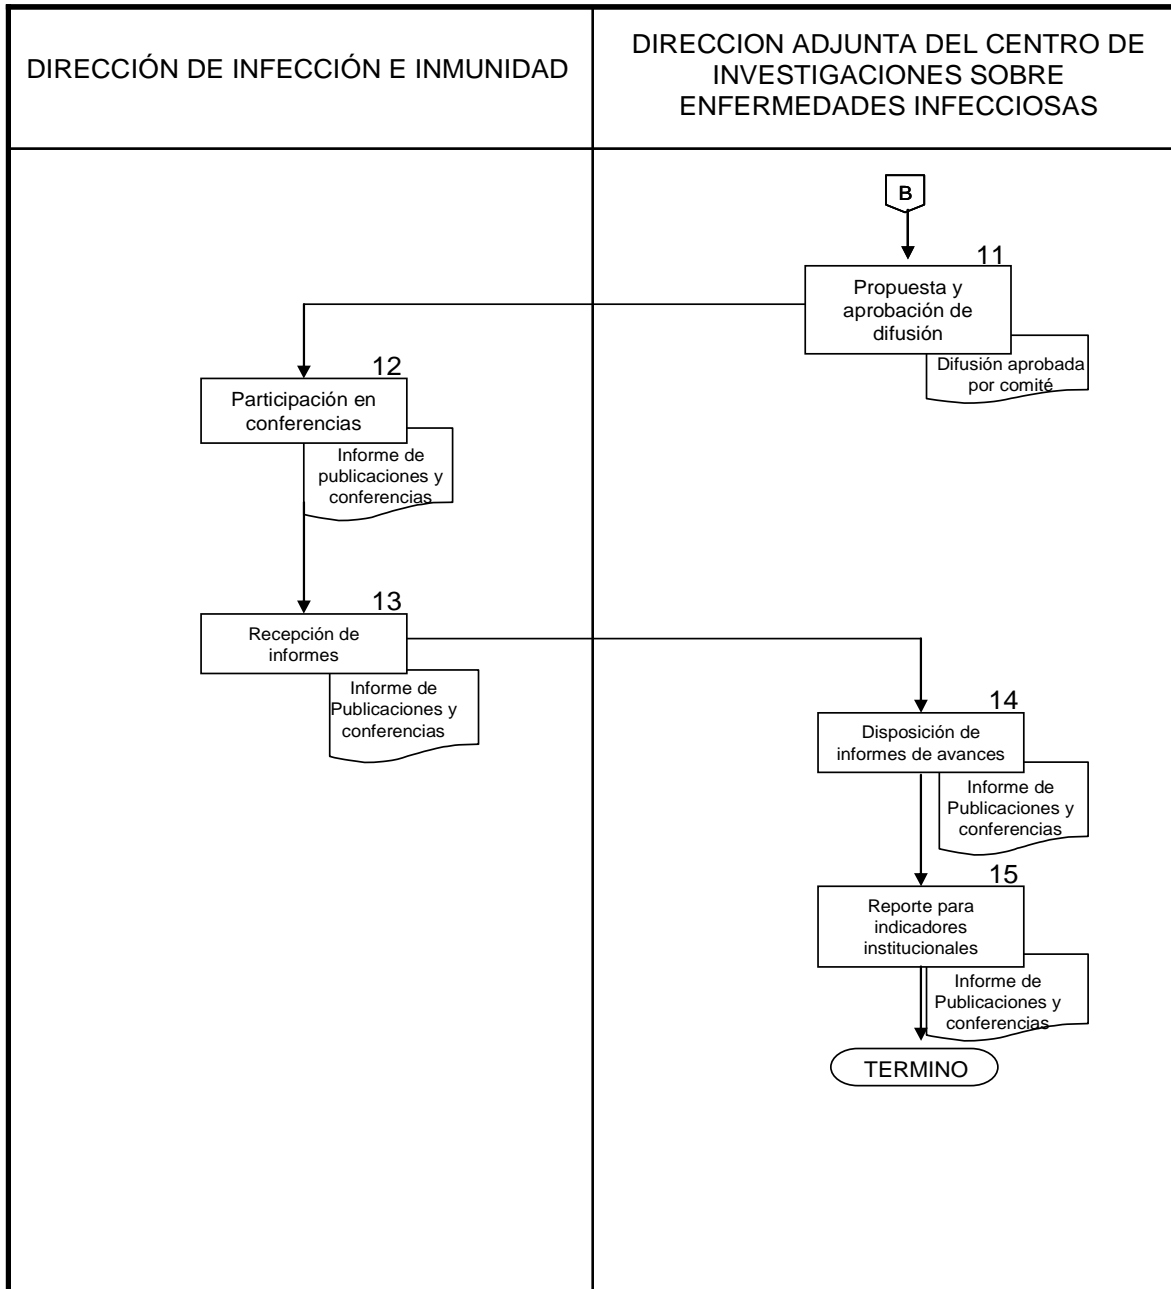 DIRECCIÓN DE INFECCIÓN E INMUNIDAD
DIRECCION ADJUNTA DEL CENTRO DE
INVESTIGACIONES SOBRE
ENFERMEDADES INFECCIOSAS
B
11
Propuesta y
aprobación de
difusión
Difusión aprobada
por comité
12
Participación en
conferencias
Informe de
publicaciones y
conferencias
13
Recepción de
informes
Informe de
Publicaciones y
conferencias
14
Disposición de
informes de avances
Informe de
Publicaciones y
conferencias
15
Reporte para
indicadores
institucionales
Informe de
Publicaciones y
conferencias
TERMINO